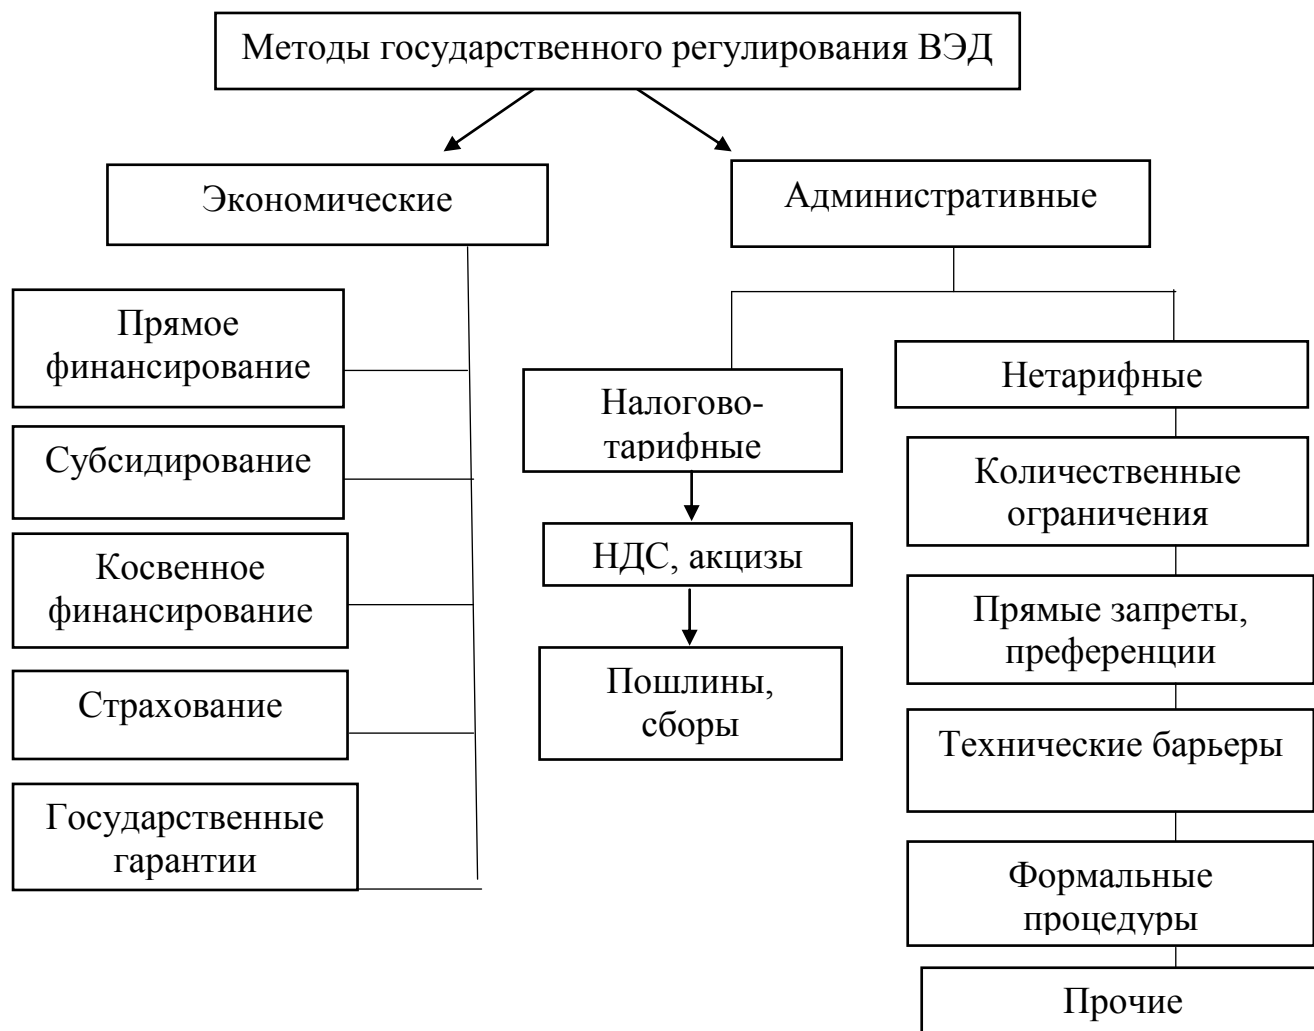 Методы государственного регулирования ВЭД
Экономические
Административные
Прямое
финансирование
Субсидирование
Косвенное
финансирование
Страхование
Государственные
гарантии
Налогово-
тарифные
НДС, акцизы
Пошлины,
сборы
Нетарифные
Количественные
ограничения
Прямые запреты,
преференции
Технические барьеры
Формальные
процедуры
Прочие